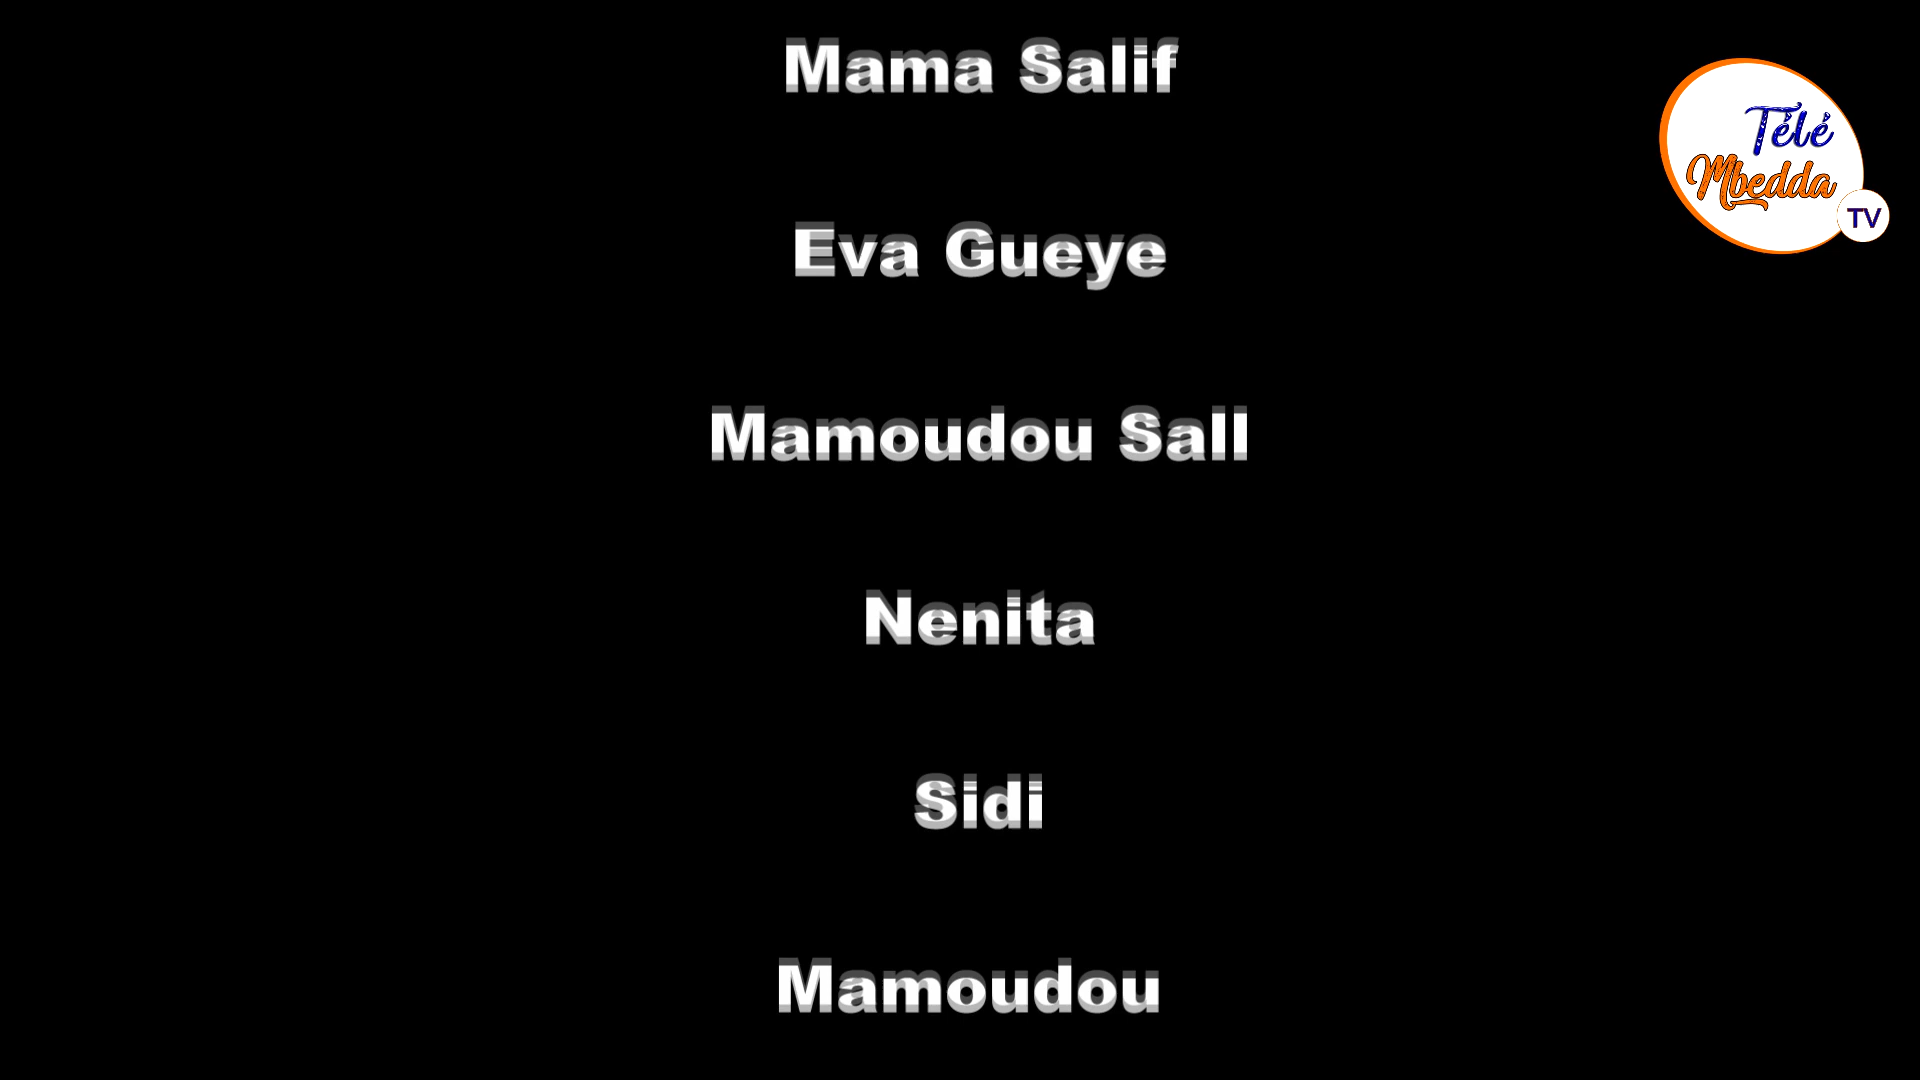 Mama Salif
Télé
Mbedda
TV
Eva Gueye
Mamoudou Sall
Nenita
Sidi
Mamoudou